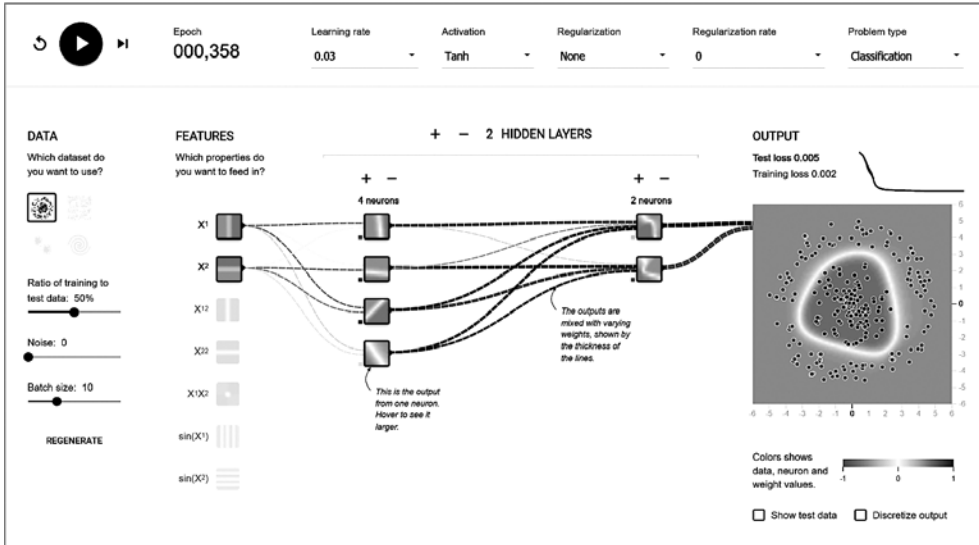 Epoch
000,358
Learning rate
0.03
Activation
Tanh
Regularization
None
Regularization rate
0
Problem type
Classification
DATA
Which dataset do
you want to use?
Ratio of training to
test data: 50%
Noise: 0
Batch size: 10
REGENERATE
FEATURES
Which properties do
you want to feed in?
X1
X2
X12
X22
X1X2
sin(X1)
sin(X2)
+ − 2 HIDDEN LAYERS
+ −
4 neurons
+ −
2 neurons
This is the output
from one neuron.
Hover to see it
larger.
The outputs are
mixed with varying
weights, shown by
the thickness of
the lines.
OUTPUT
Test loss 0.005
Training loss 0.002
6
5
4
3
2
1
0
-1
-2
-3
-4
-5
-6
-6 -5 -4 -3 -2 -1 0 1 2 3 4 5 6
Colors shows
data, neuron and
weight values.
-1 0 1
Show test data
Discretize output